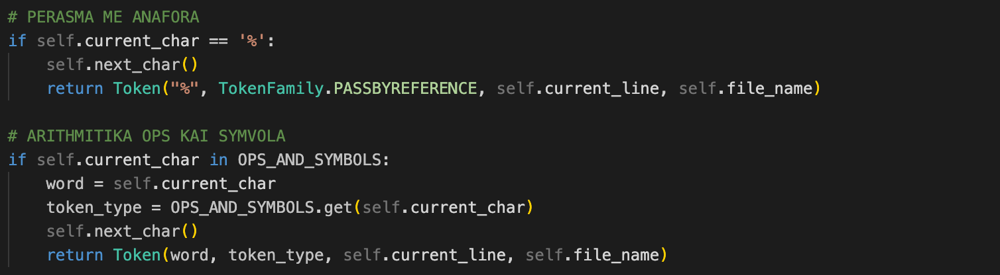 # PERASMA ME ANAFORA
if self.current_char == '%':
    self.next_char()
    return Token("%", TokenFamily.PASSBYREFERENCE, self.current_line, self.file_name)

# ARITHMITIKA OPS KAI SYMVOLA
if self.current_char in OPS_AND_SYMBOLS:
    word = self.current_char
    token_type = OPS_AND_SYMBOLS.get(self.current_char)
    self.next_char()
    return Token(word, token_type, self.current_line, self.file_name)